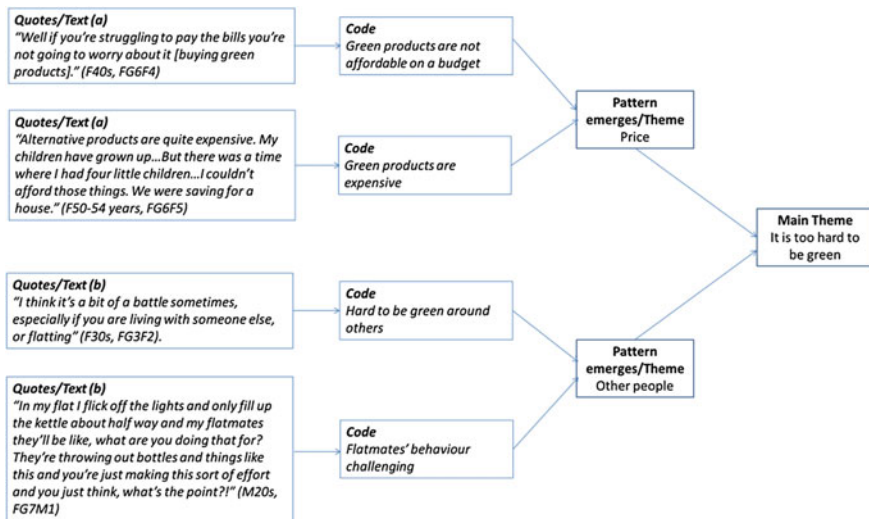 Quotes/Text (a)
“Well if you’re struggling to pay the bills you’re
not going to worry about it [buying green
products].” (F40s, FG6F4)
Code
Green products are not
affordable on a budget
Quotes/Text (a)
“Alternative products are quite expensive. My
children have grown up...But there was a time
where I had four little children...I couldn’t
afford those things. We were saving for a
house.” (F50-54 years, FG6F5)
Code
Green products are
expensive
Pattern
emerges/Theme
Price
Main Theme
It is too hard to
be green
Quotes/Text (b)
“I think it’s a bit of a battle sometimes,
especially if you are living with someone else,
or flatting” (F30s, FG3F2).
Code
Hard to be green around
others
Pattern
emerges/Theme
Other people
Quotes/Text (b)
“In my flat I flick off the lights and only fill up
the kettle about half way and my flatmates
they’ll be like, what are you doing that for?
They’re throwing out bottles and things like
this and you’re just making this sort of effort
and you just think, what’s the point?!” (M20s,
FG7M1)
Code
Flatmates’ behaviour
challenging